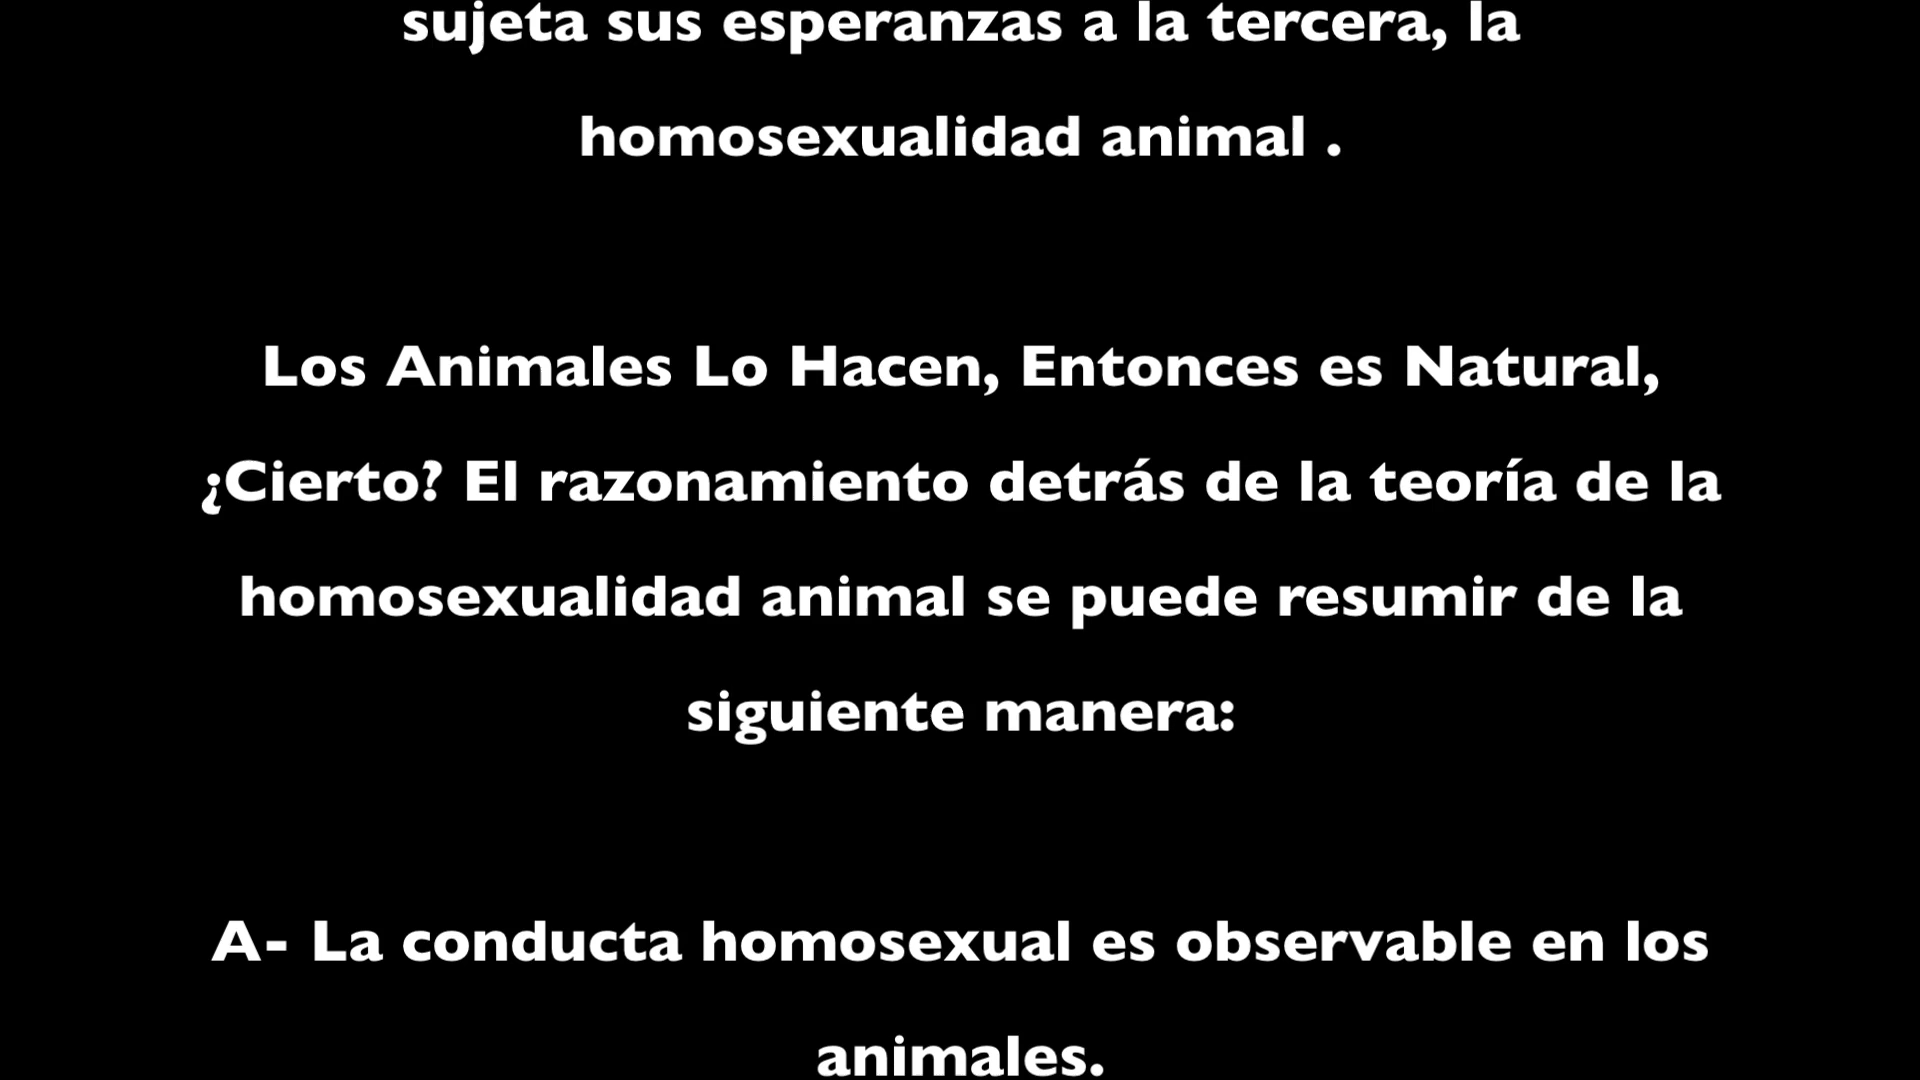 sujeta sus esperanzas a la tercera, la
homosexualidad animal .
Los Animales Lo Hacen, Entonces es Natural,
¿Cierto? El razonamiento detrás de la teoría de la
homosexualidad animal se puede resumir de la
siguiente manera:
A- La conducta homosexual es observable en los
animales.